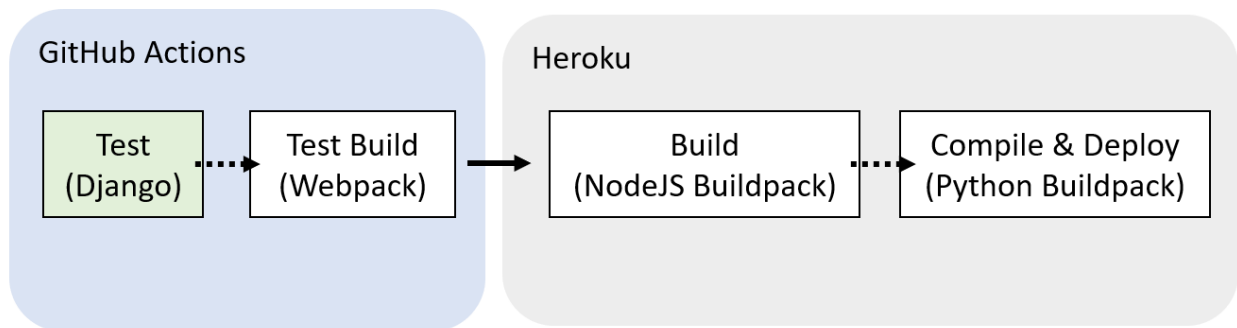 GitHub Actions
Heroku
Test
(Django)
Test Build
(Webpack)
Build
(NodeJS Buildpack)
Compile & Deploy
(Python Buildpack)